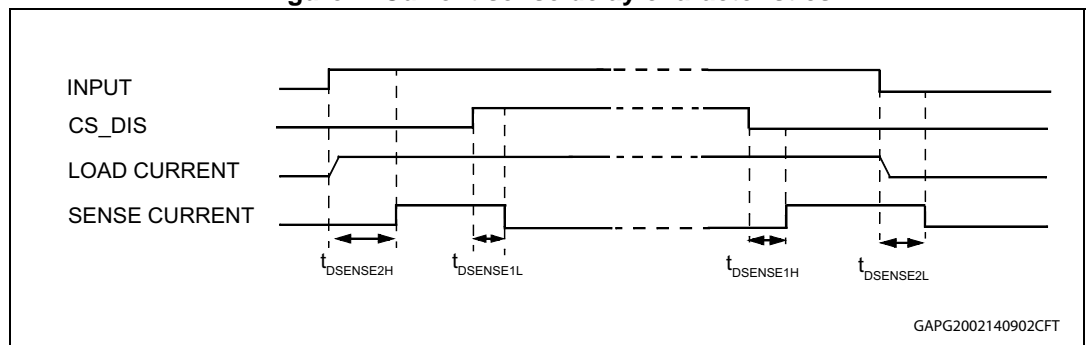 INPUT
CS_DIS
LOAD CURRENT
SENSE CURRENT
tDSENSE2H
tDSENSE1L
tDSENSE1H
tDSENSE2L
GAPG2002140902CFT